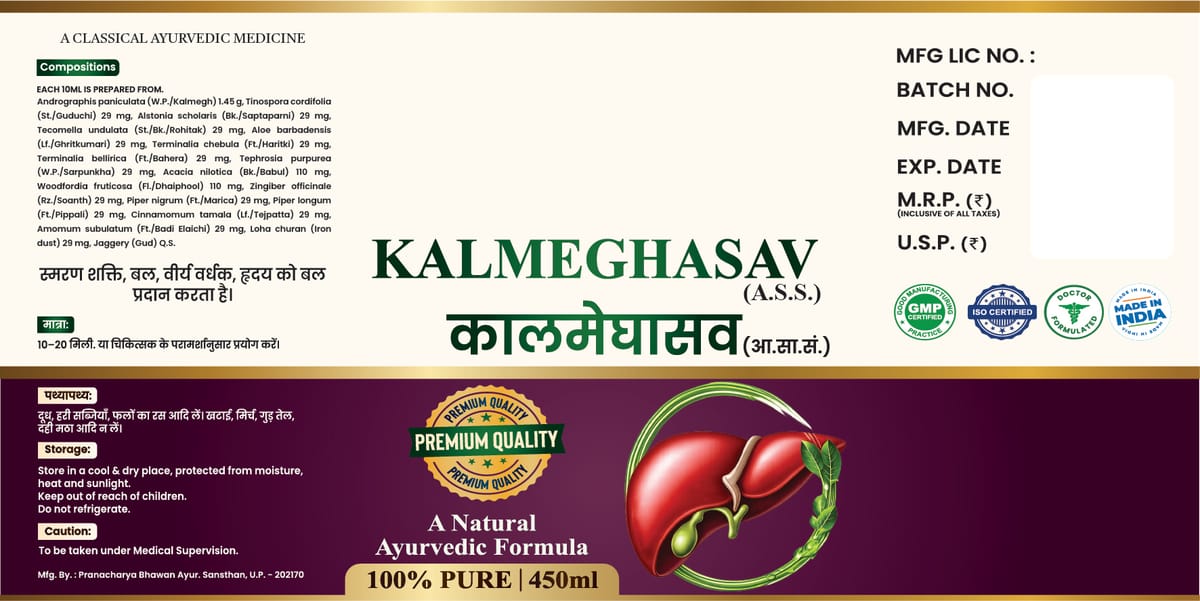 A CLASSICAL AYURVEDIC MEDICINE
Compositions
EACH 10ML IS PREPARED FROM.
Andrographis paniculata (W.P./Kalmegh) 1.45 g, Tinospora cordifolia
(St./Guduchi) 29 mg, Alstonia scholaris (Bk./Saptaparni) 29 mg,
Tecomella undulata (St./Bk./Rohitak) 29 mg, Aloe barbadensis
(Lf./Ghritkumari) 29 mg, Terminalia chebula (Ft./Haritki) 29 mg,
Terminalia bellirica (Ft./Bahera) 29 mg, Tephrosia purpurea
(W.P./Sarpunkha) 29 mg, Acacia nilotica (Bk./Babul) 110 mg,
Woodfordia fruticosa (Fl./Dhaiphool) 110 mg, Zingiber officinale
(Rz./Soanth) 29 mg, Piper nigrum (Ft./Marica) 29 mg, Piper longum
(Ft./Pippali) 29 mg, Cinnamomum tamala (Lf./Tejpatta) 29 mg,
Amomum subulatum (Ft./Badi Elaichi) 29 mg, Loha churan (Iron
dust) 29 mg, Jaggery (Gud) Q.S.
स्मरण शक्ति, बल, वीर्य वर्धक, हृदय को बल
प्रदान करता है।
मात्रा:
10–20 मिली. या चिकित्सक के परामर्शानुसार प्रयोग करें।
पथ्यापथ्य:
दूध, हरी सब्जियाँ, फलों का रस आदि लें। खटाई, मिर्च, गुड़ तेल,
दही मठा आदि न लें।
Storage:
Store in a cool & dry place, protected from moisture,
heat and sunlight.
Keep out of reach of children.
Do not refrigerate.
Caution:
To be taken under Medical Supervision.
Mfg. By. : Pranacharya Bhawan Ayur. Sansthan, U.P. - 202170
KALMEGHASAV
(A.S.S.)
कालमेघासव (आ.सा.सं.)
PREMIUM QUALITY
PREMIUM QUALITY
PREMIUM QUALITY
A Natural
Ayurvedic Formula
100% PURE | 450ml
MFG LIC NO. :
BATCH NO.
MFG. DATE
EXP. DATE
M.R.P. (₹)
(INCLUSIVE OF ALL TAXES)
U.S.P. (₹)
GOOD MANUFACTURING
GMP
CERTIFIED
PRACTICE
ISO CERTIFIED
DOCTOR
FORMULATED
MADE IN INDIA
MADE IN
INDIA